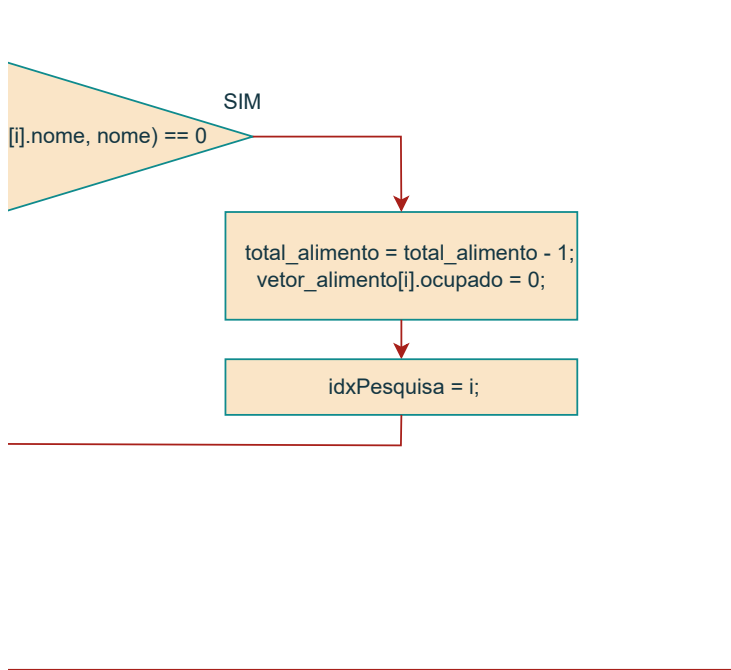 SIM
[i].nome, nome) == 0
total_alimento = total_alimento - 1;
vetor_alimento[i].ocupado = 0;
idxPesquisa = i;